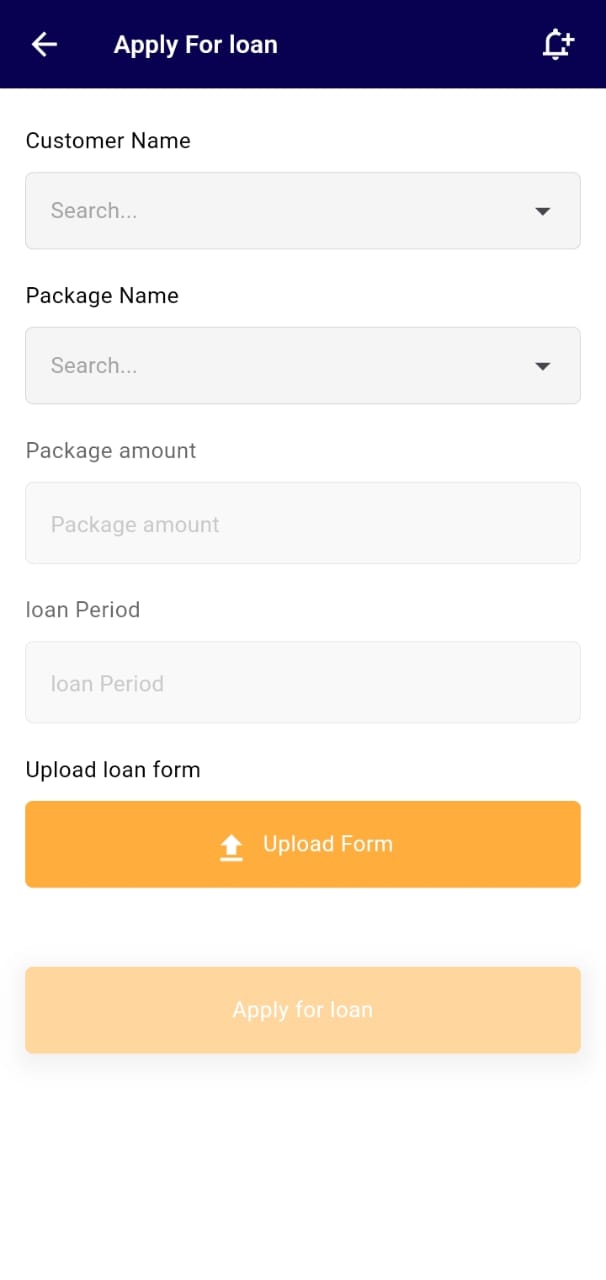 Apply For loan
Customer Name
Search...
Package Name
Search...
Package amount
Package amount
loan Period
loan Period
Upload loan form
Upload Form
Apply for loan